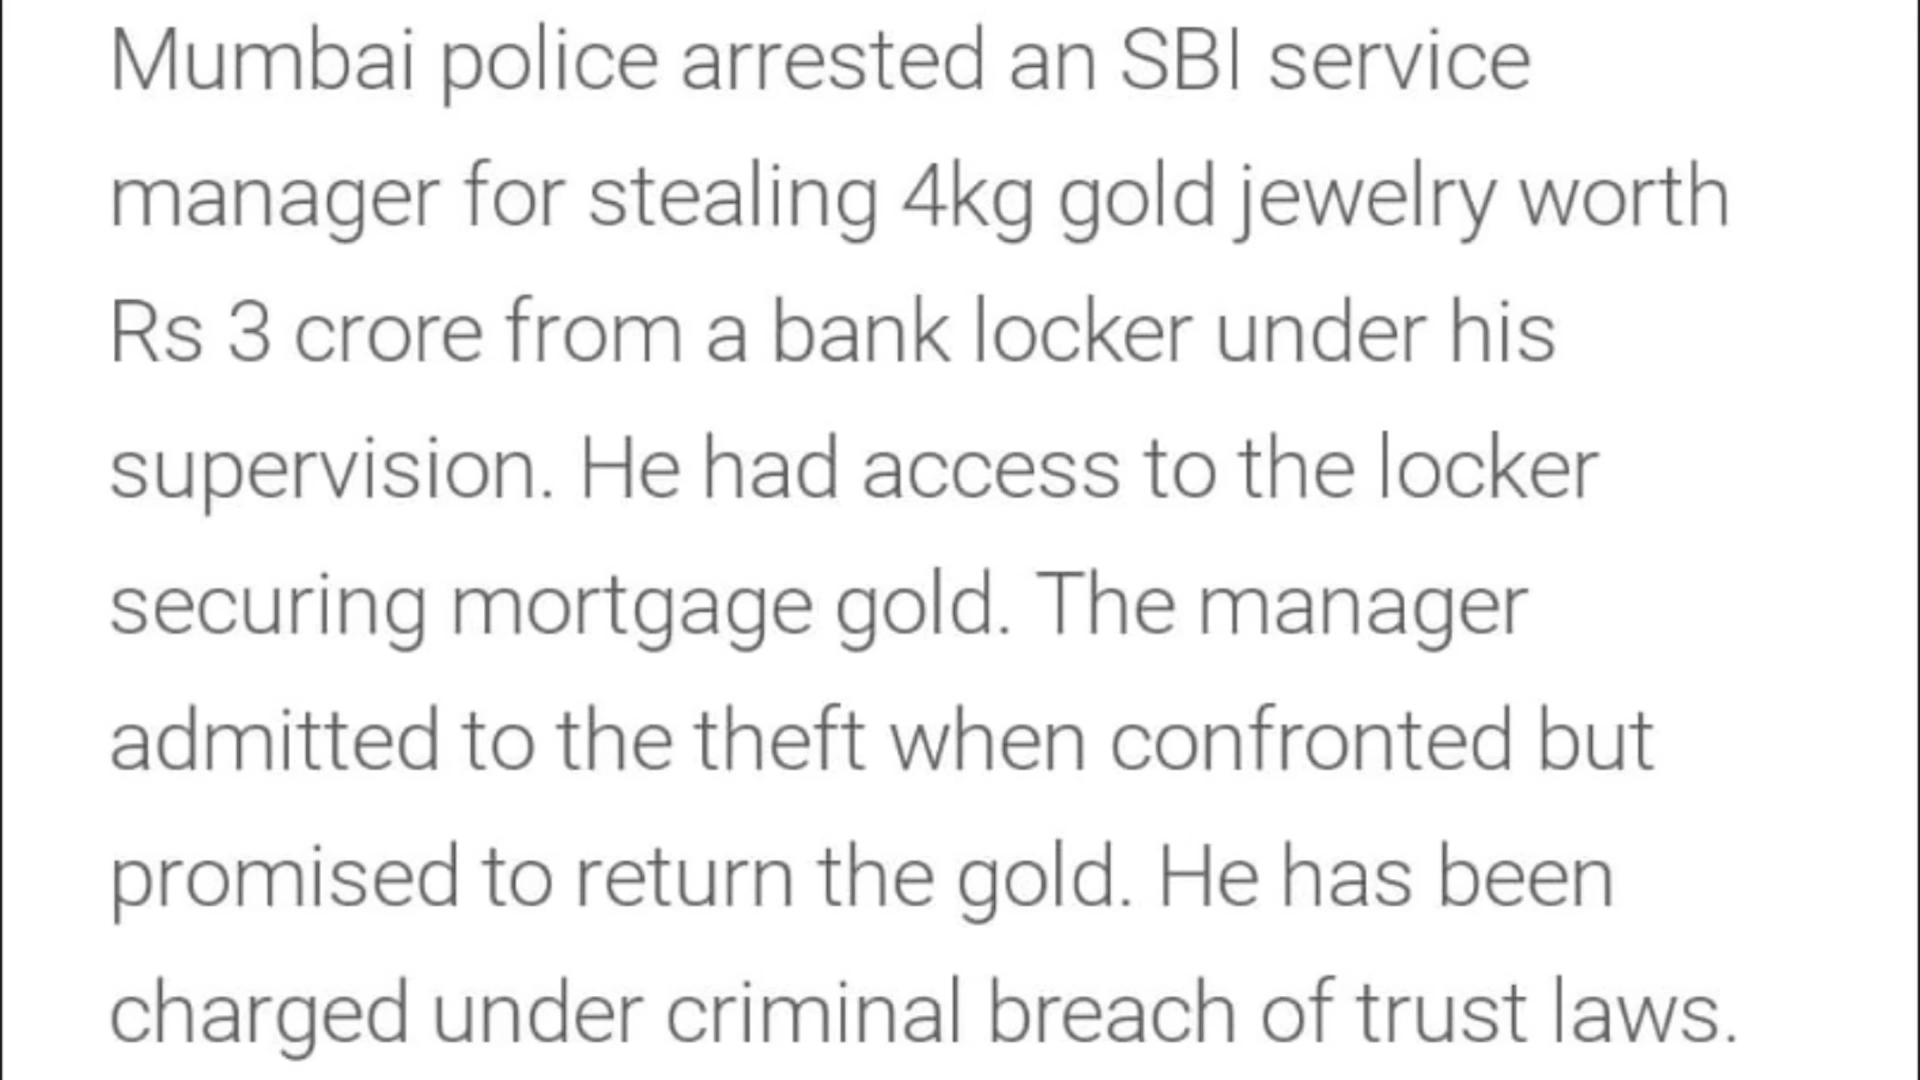 Mumbai police arrested an SBI service
manager for stealing 4kg gold jewelry worth
Rs 3 crore from a bank locker under his
supervision. He had access to the locker
securing mortgage gold. The manager
admitted to the theft when confronted but
promised to return the gold. He has been
charged under criminal breach of trust laws.